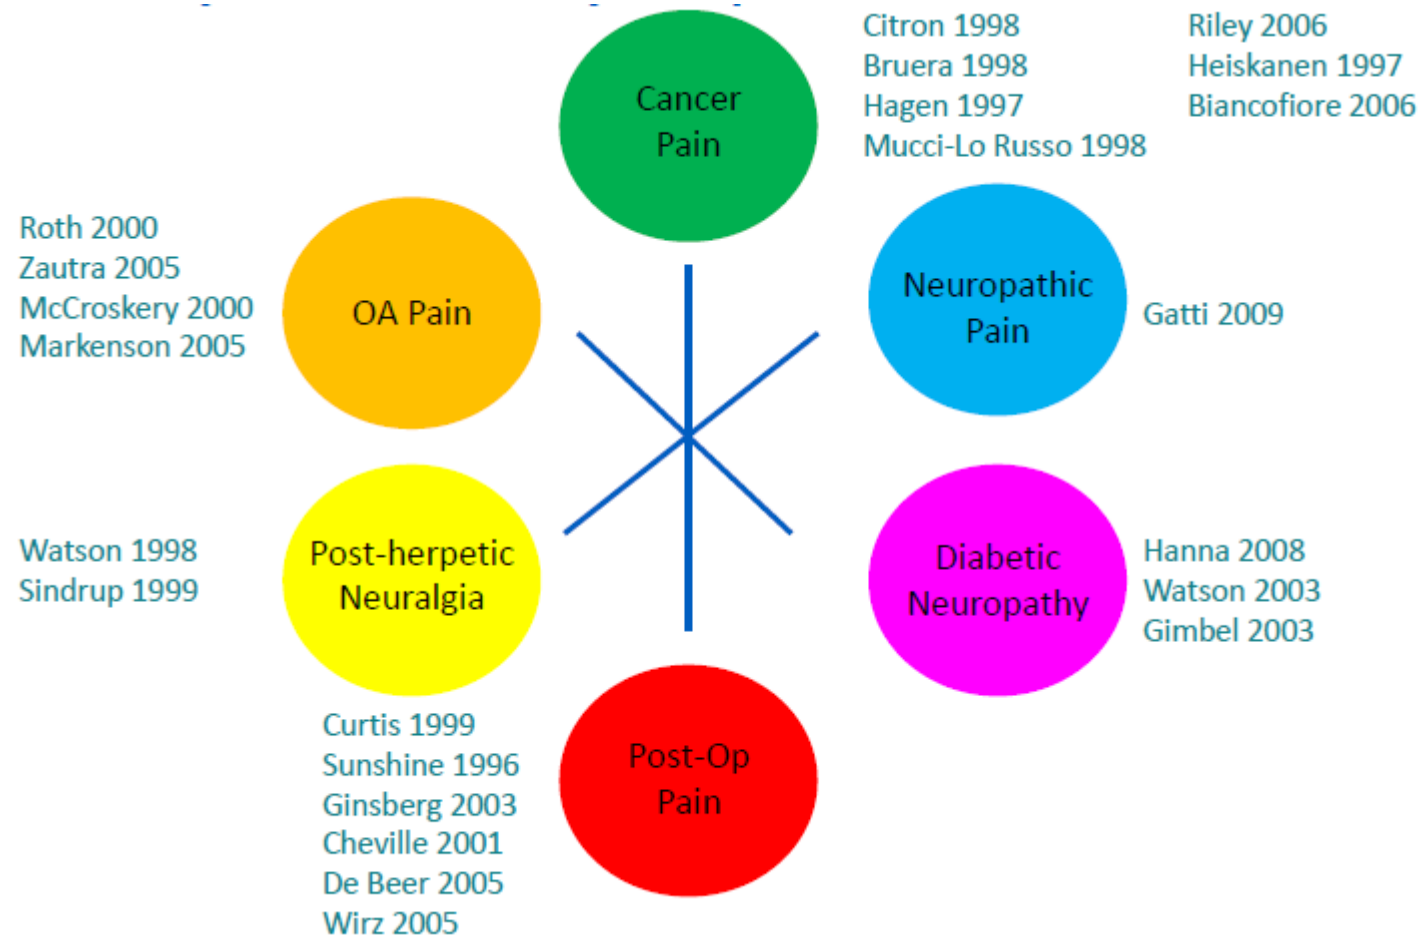 Citron 1998
Bruera 1998
Hagen 1997
Mucci-Lo Russo 1998
Riley 2006
Heiskanen 1997
Biancofiore 2006
Cancer
Pain
Roth 2000
Zautra 2005
McCroskery 2000
Markenson 2005
OA Pain
Neuropathic
Pain
Gatti 2009
Watson 1998
Sindrup 1999
Post-herpetic
Neuralgia
Diabetic
Neuropathy
Hanna 2008
Watson 2003
Gimbel 2003
Curtis 1999
Sunshine 1996
Ginsberg 2003
Cheville 2001
De Beer 2005
Wirz 2005
Post-Op
Pain